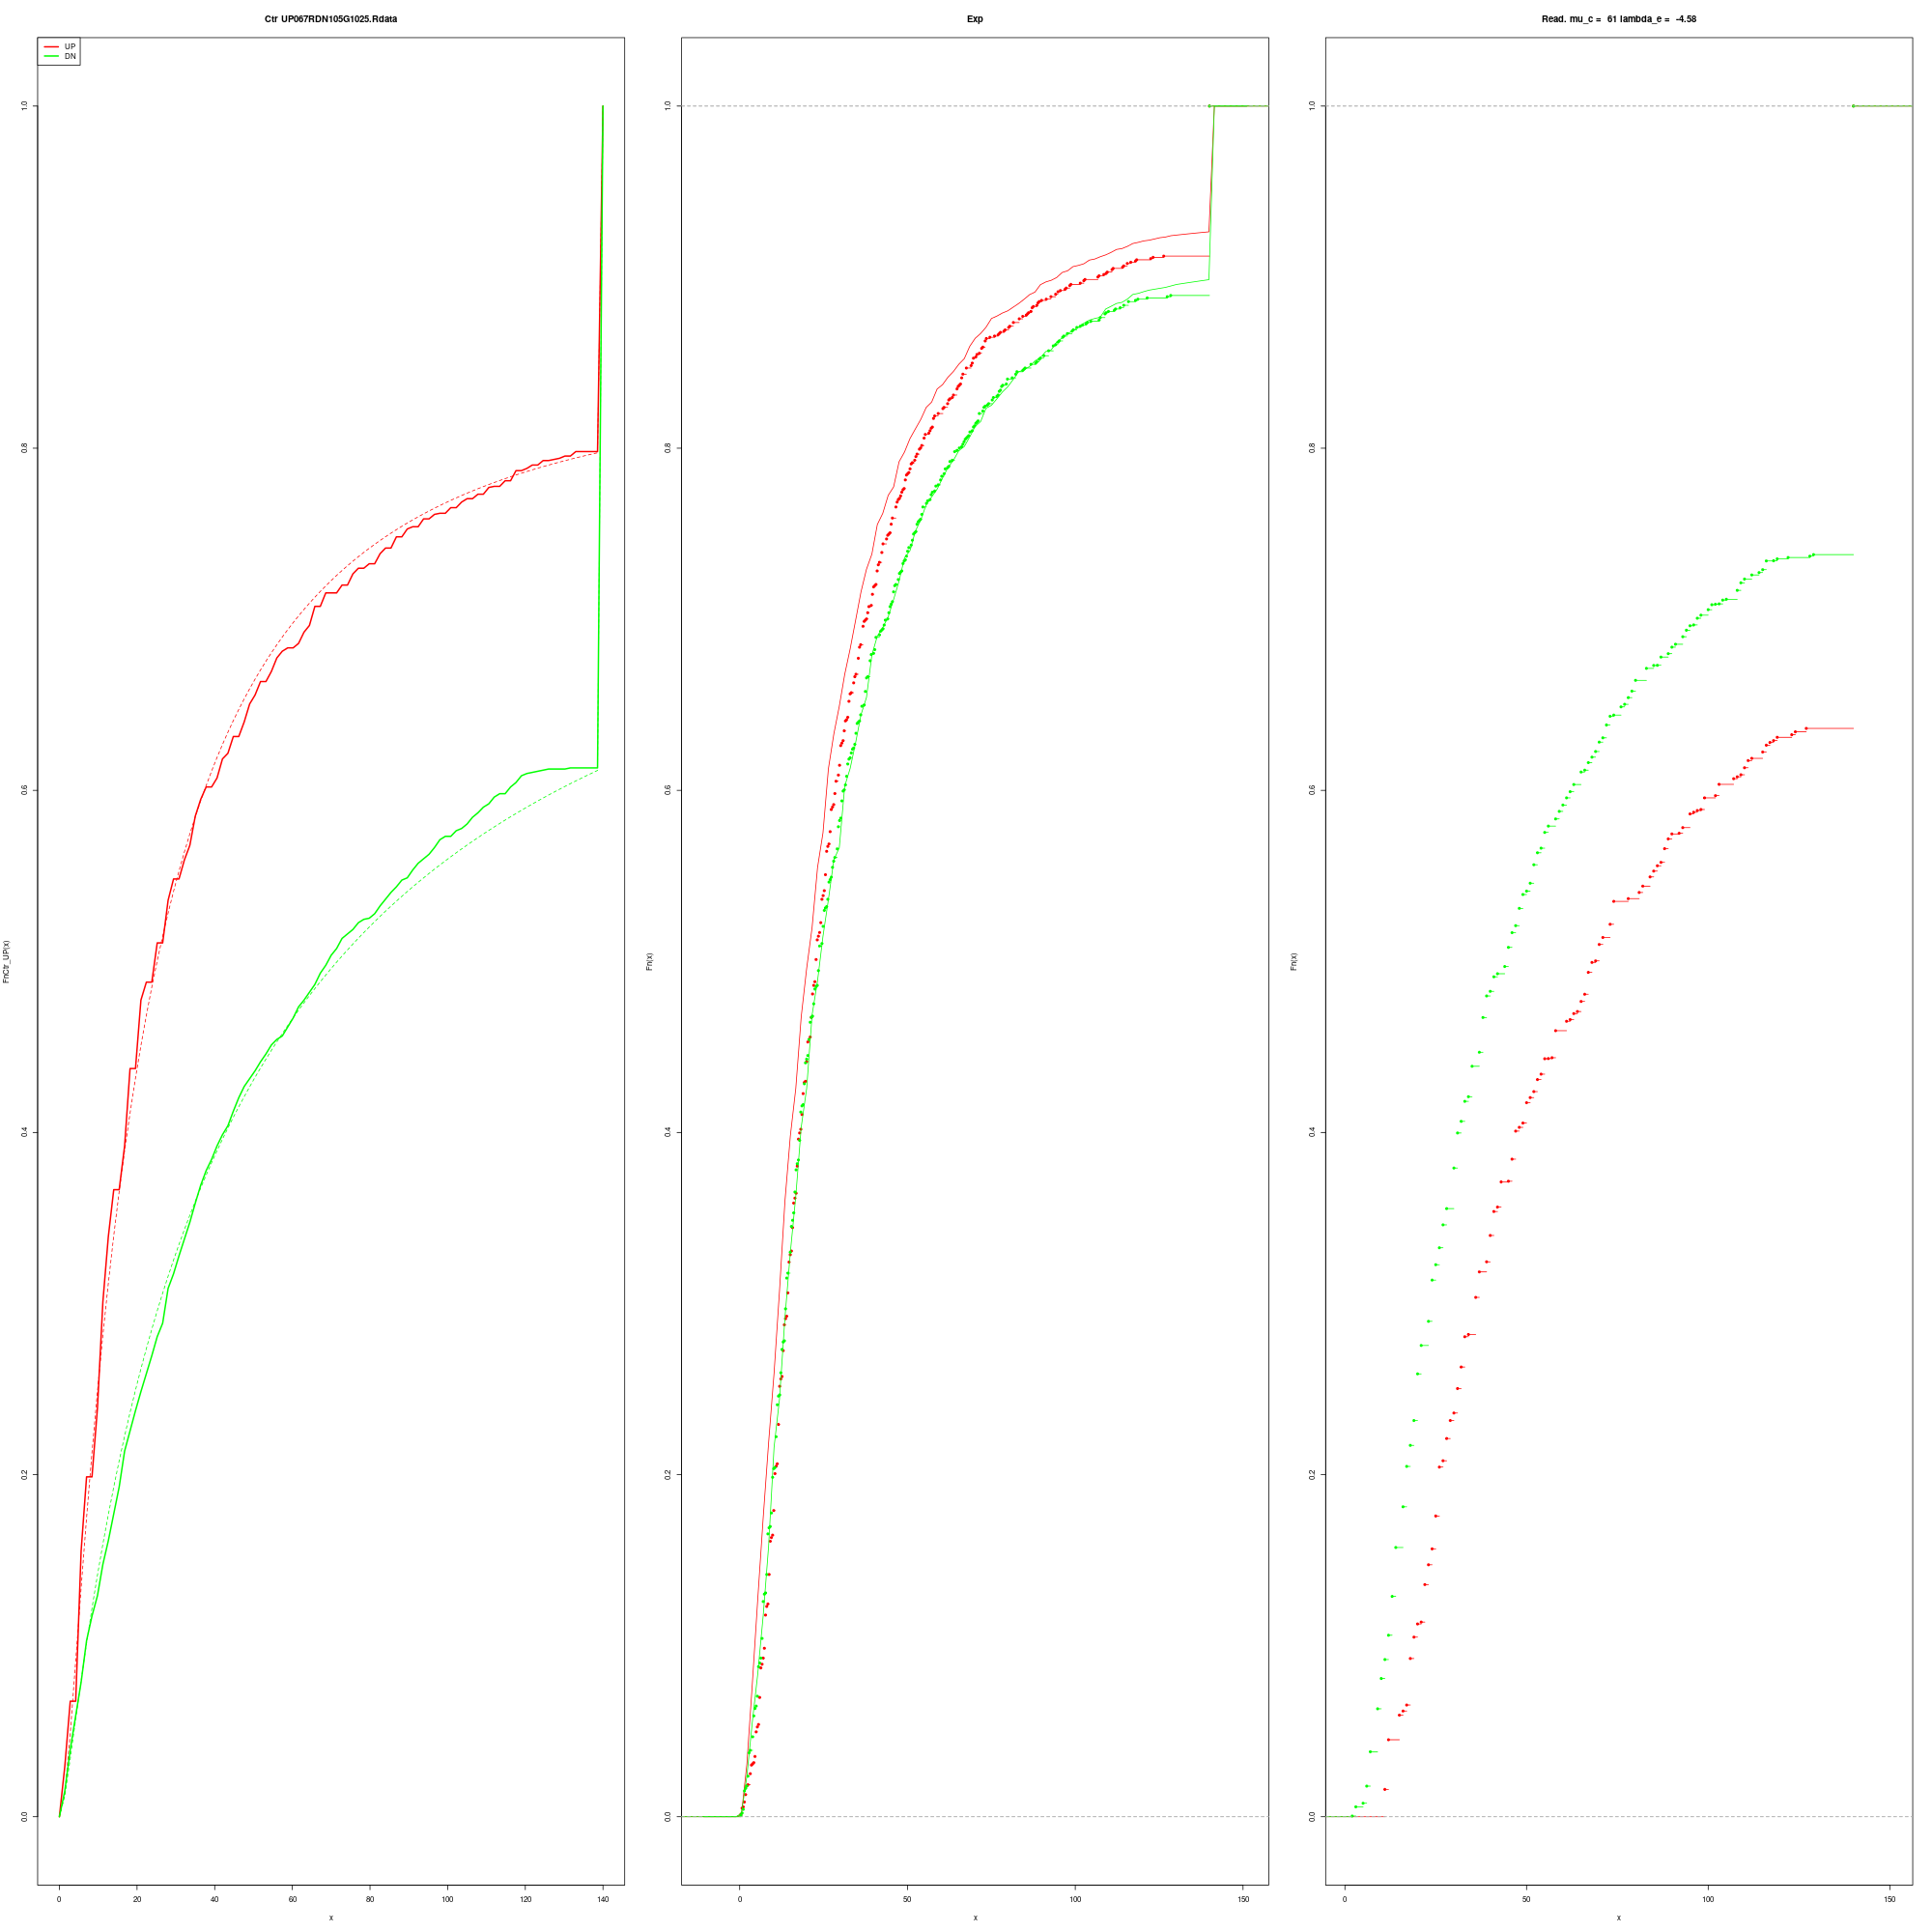 Ctr UP067RDN105G1025.Rdata
UP
DN
FnCtr_UP(x)
0.0 0.2 0.4 0.6 0.8 1.0
0 20 40 60 80 100 120 140
x
Exp
Fn(x)
0.0 0.2 0.4 0.6 0.8 1.0
0 50 100 150
x
Read. mu_c = 61 lambda_e = -4.58
Fn(x)
0.0 0.2 0.4 0.6 0.8 1.0
0 50 100 150
x